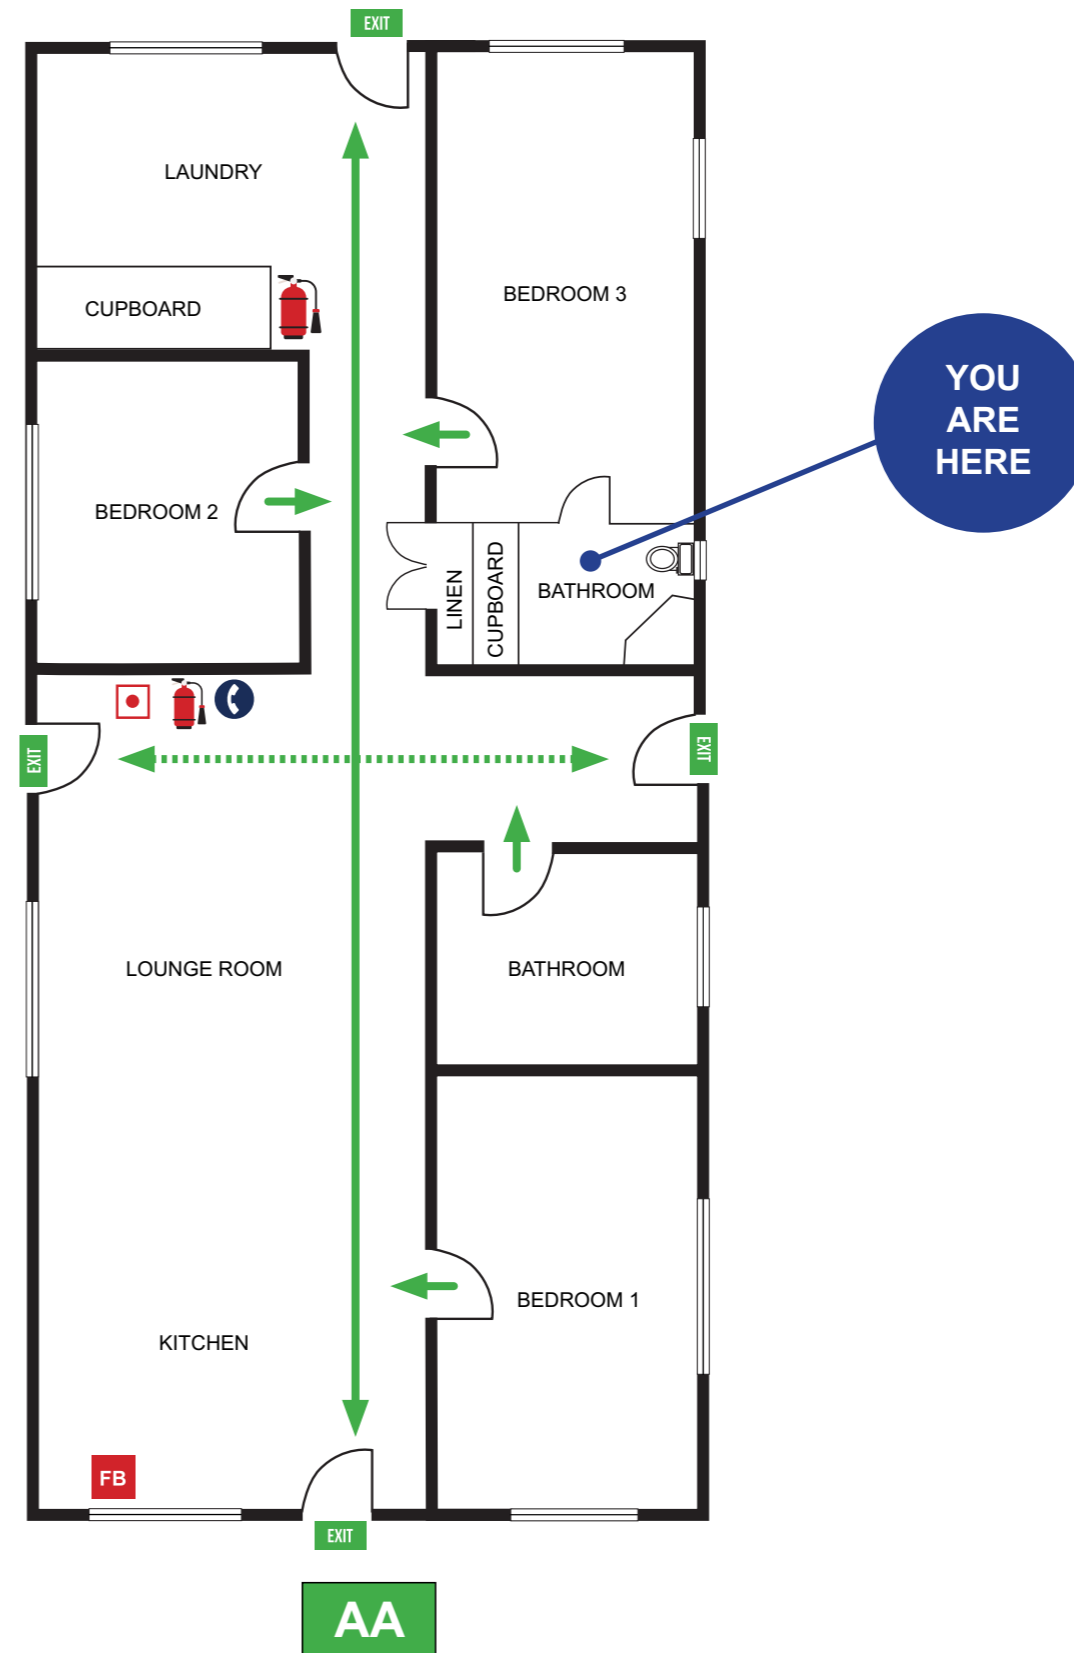 EXIT
LAUNDRY
CUPBOARD
BEDROOM 3
YOU
ARE
HERE
BEDROOM 2
LINEN
CUPBOARD
BATHROOM
EXIT
EXIT
LOUNGE ROOM
BATHROOM
BEDROOM 1
KITCHEN
FB
EXIT
AA